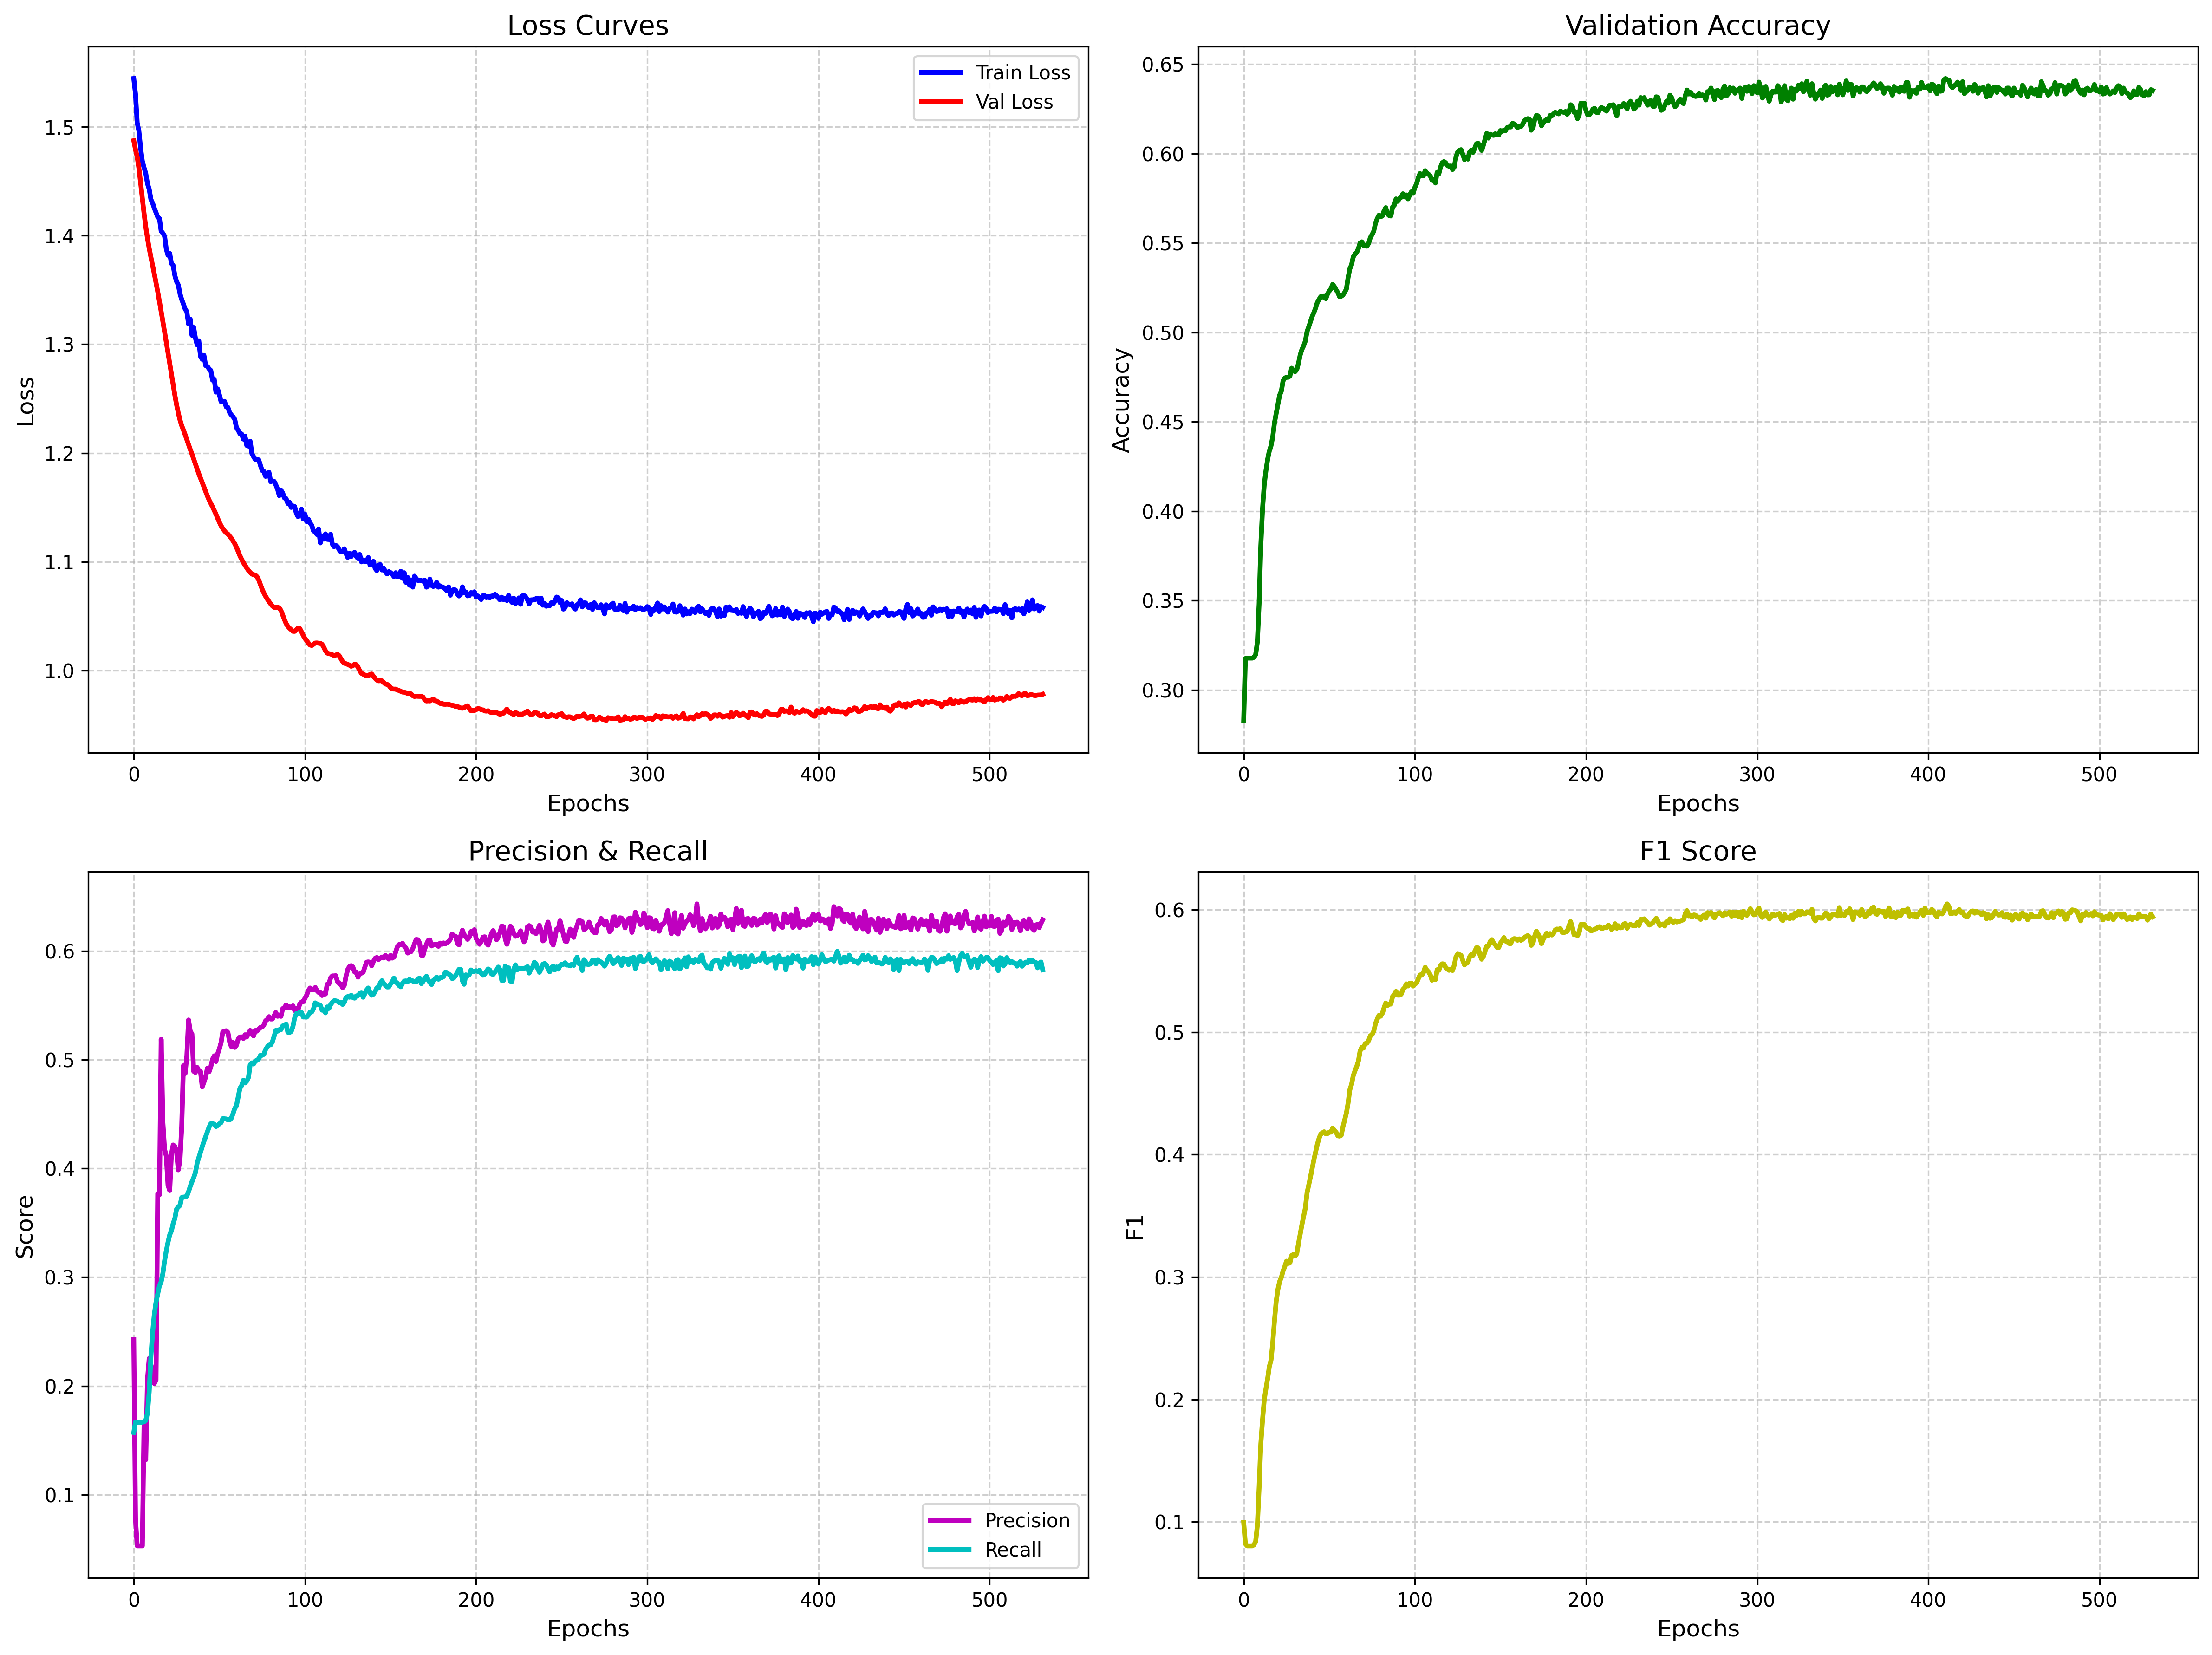 Loss Curves
Train Loss
Val Loss
1.5
1.4
1.3
1.2
1.1
1.0
Loss
0 100 200 300 400 500
Epochs
Validation Accuracy
0.65
0.60
0.55
0.50
0.45
0.40
0.35
0.30
Accuracy
0 100 200 300 400 500
Epochs
Precision & Recall
0.6
0.5
0.4
0.3
0.2
0.1
Score
Precision
Recall
0 100 200 300 400 500
Epochs
F1 Score
0.6
0.5
0.4
0.3
0.2
0.1
F1
0 100 200 300 400 500
Epochs